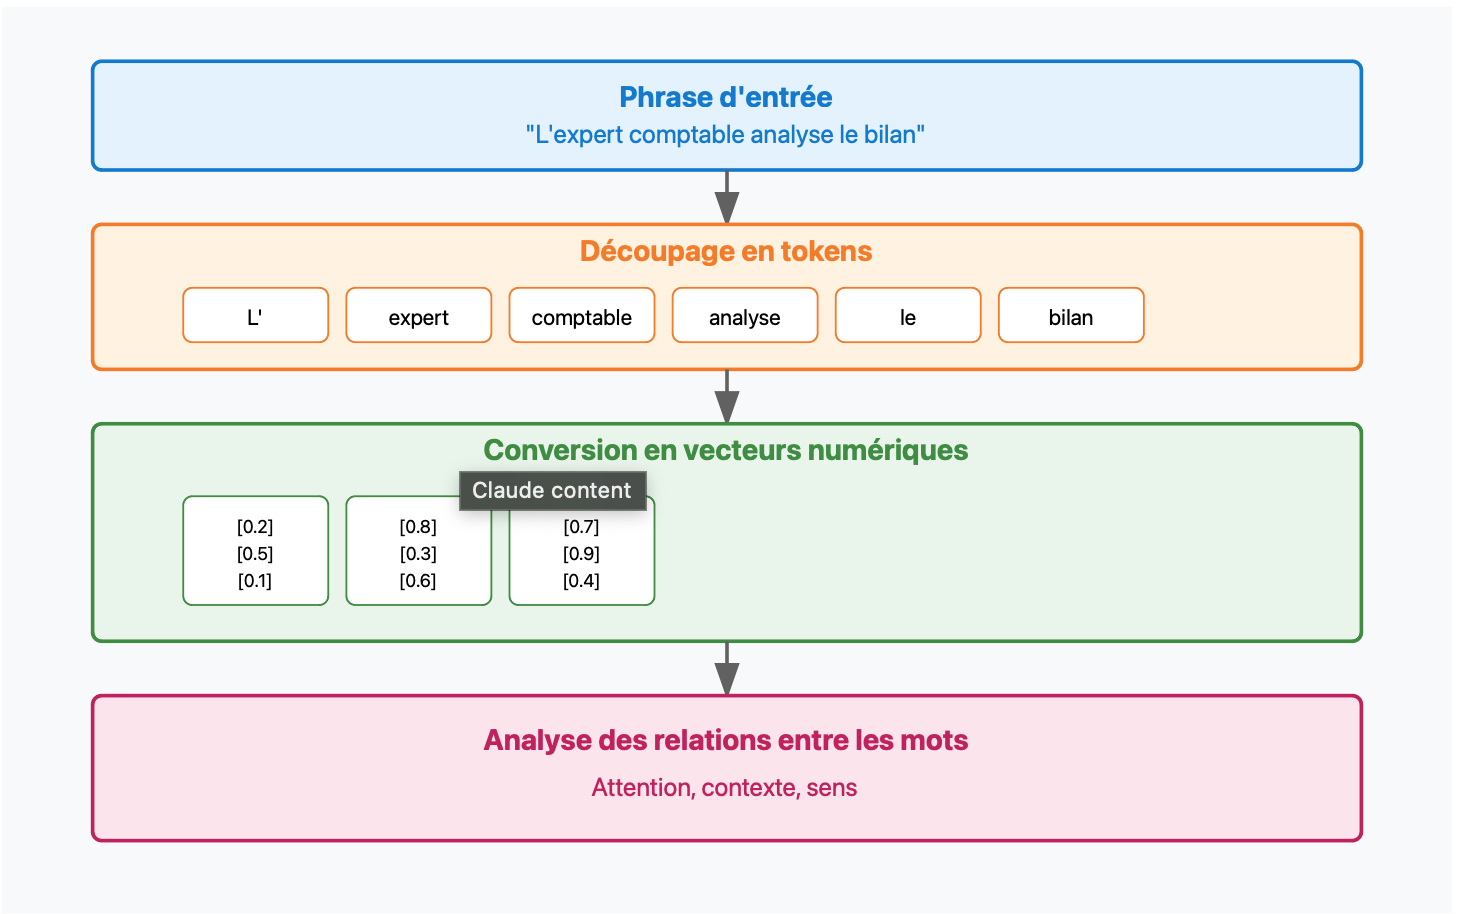 Phrase d'entrée
"L'expert comptable analyse le bilan"
Découpage en tokens
L' expert comptable analyse le bilan
Conversion en vecteurs numériques
Claude content
[0.2] [0.8] [0.7]
[0.5] [0.3] [0.9]
[0.1] [0.6] [0.4]
Analyse des relations entre les mots
Attention, contexte, sens